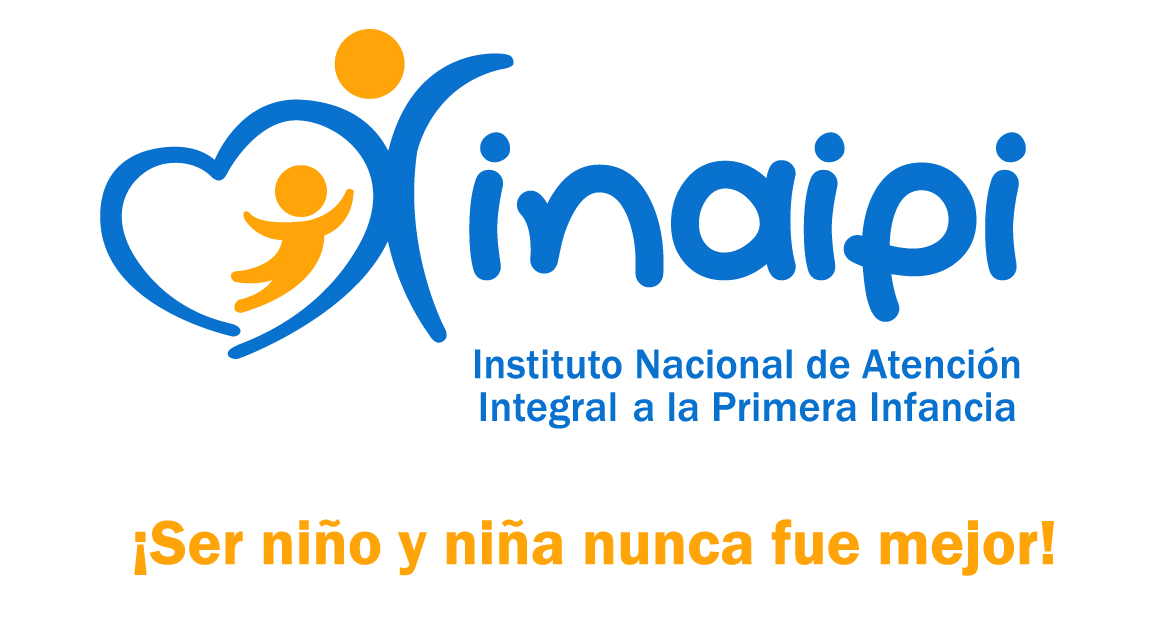 inaipi
Instituto Nacional de Atención
Integral a la Primera Infancia
¡Ser niño y niña nunca fue mejor!